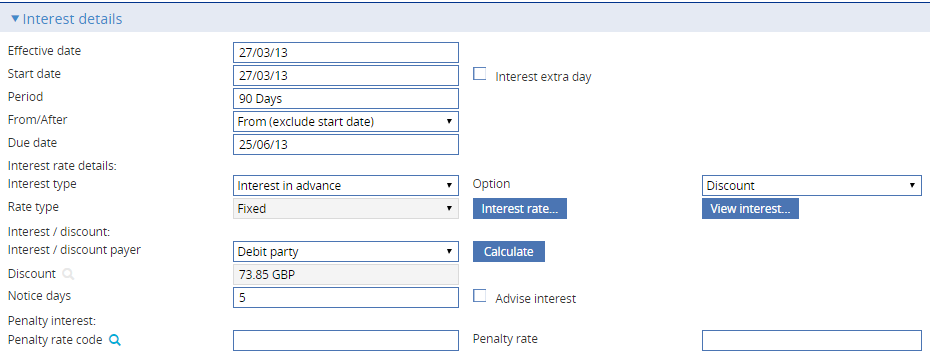 Interest details
Effective date 27/03/13
Start date 27/03/13 Interest extra day
Period 90 Days
From/After From (exclude start date)
Due date 25/06/13
Interest rate details:
Interest type Interest in advance Option Discount
Rate type Fixed Interest rate... View interest...
Interest / discount:
Interest / discount payer Debit party Calculate
Discount 73.85 GBP
Notice days 5 Advise interest
Penalty interest:
Penalty rate code Penalty rate